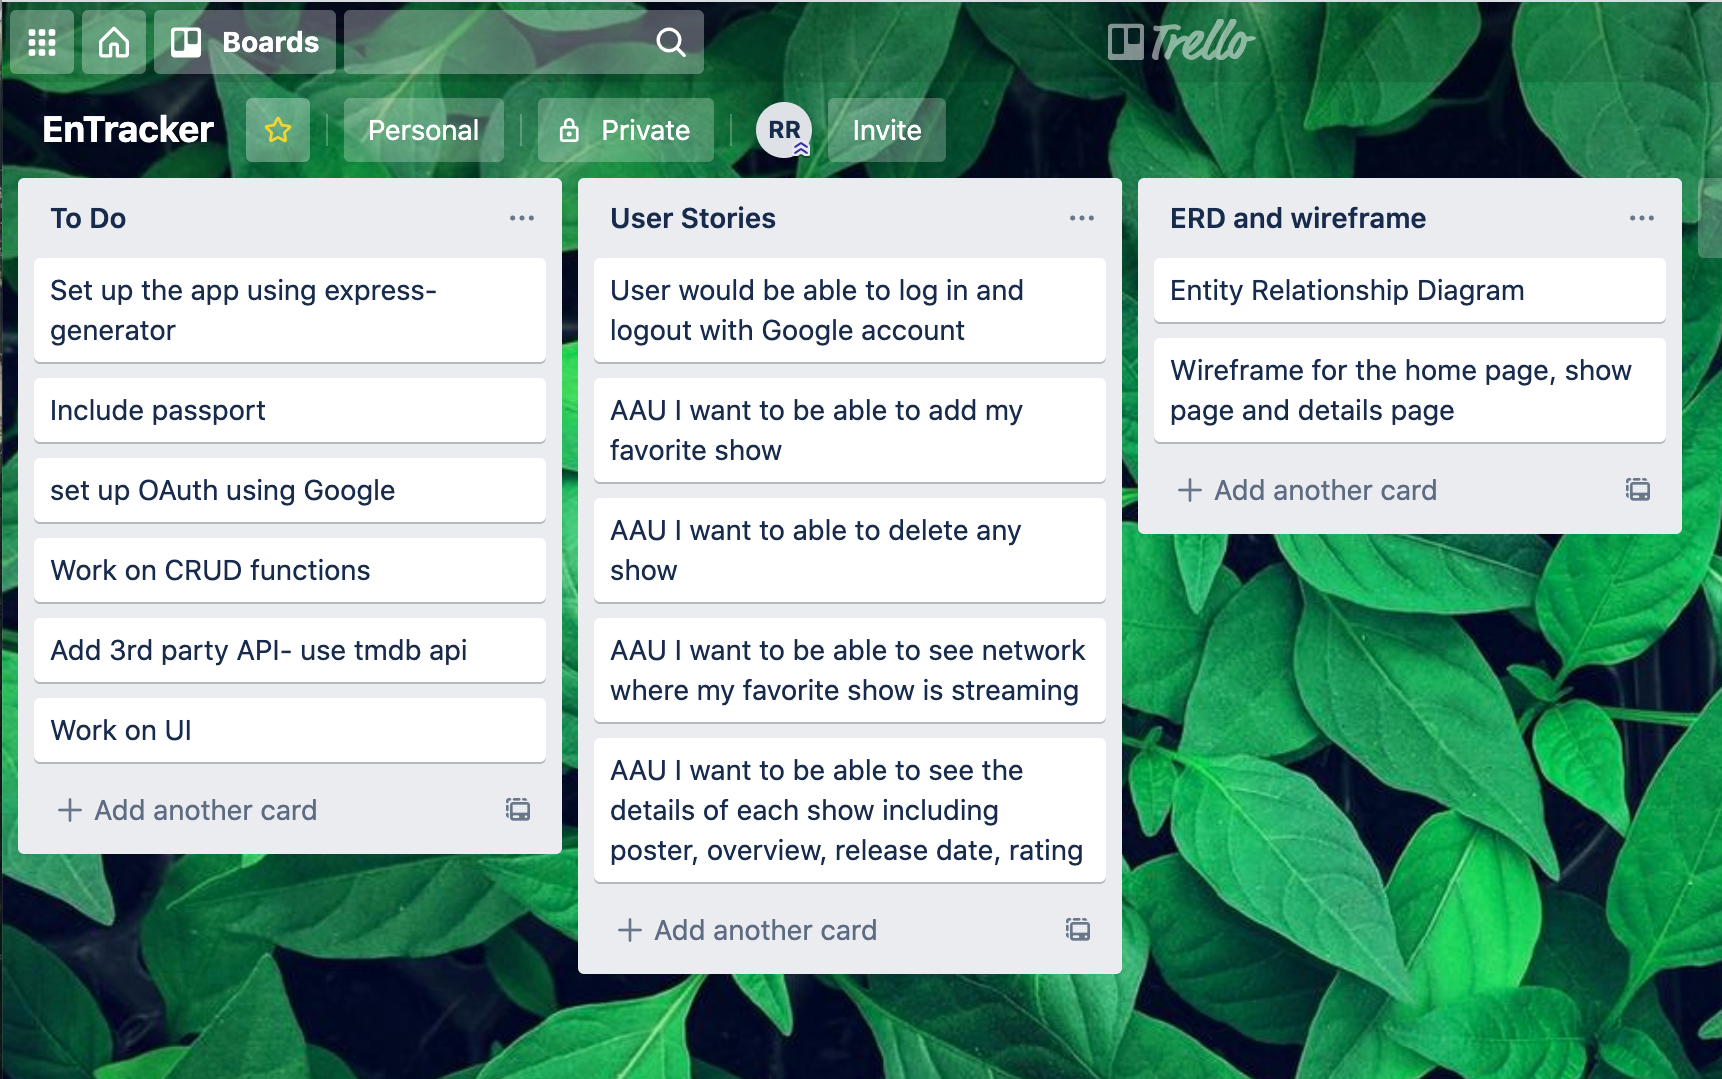 Boards
Trello
EnTracker
Personal
Private
RR
Invite
To Do
Set up the app using express-
generator
Include passport
set up OAuth using Google
Work on CRUD functions
Add 3rd party API- use tmdb api
Work on UI
Add another card
User Stories
User would be able to log in and
logout with Google account
AAU I want to be able to add my
favorite show
AAU I want to able to delete any
show
AAU I want to be able to see network
where my favorite show is streaming
AAU I want to be able to see the
details of each show including
poster, overview, release date, rating
Add another card
ERD and wireframe
Entity Relationship Diagram
Wireframe for the home page, show
page and details page
Add another card